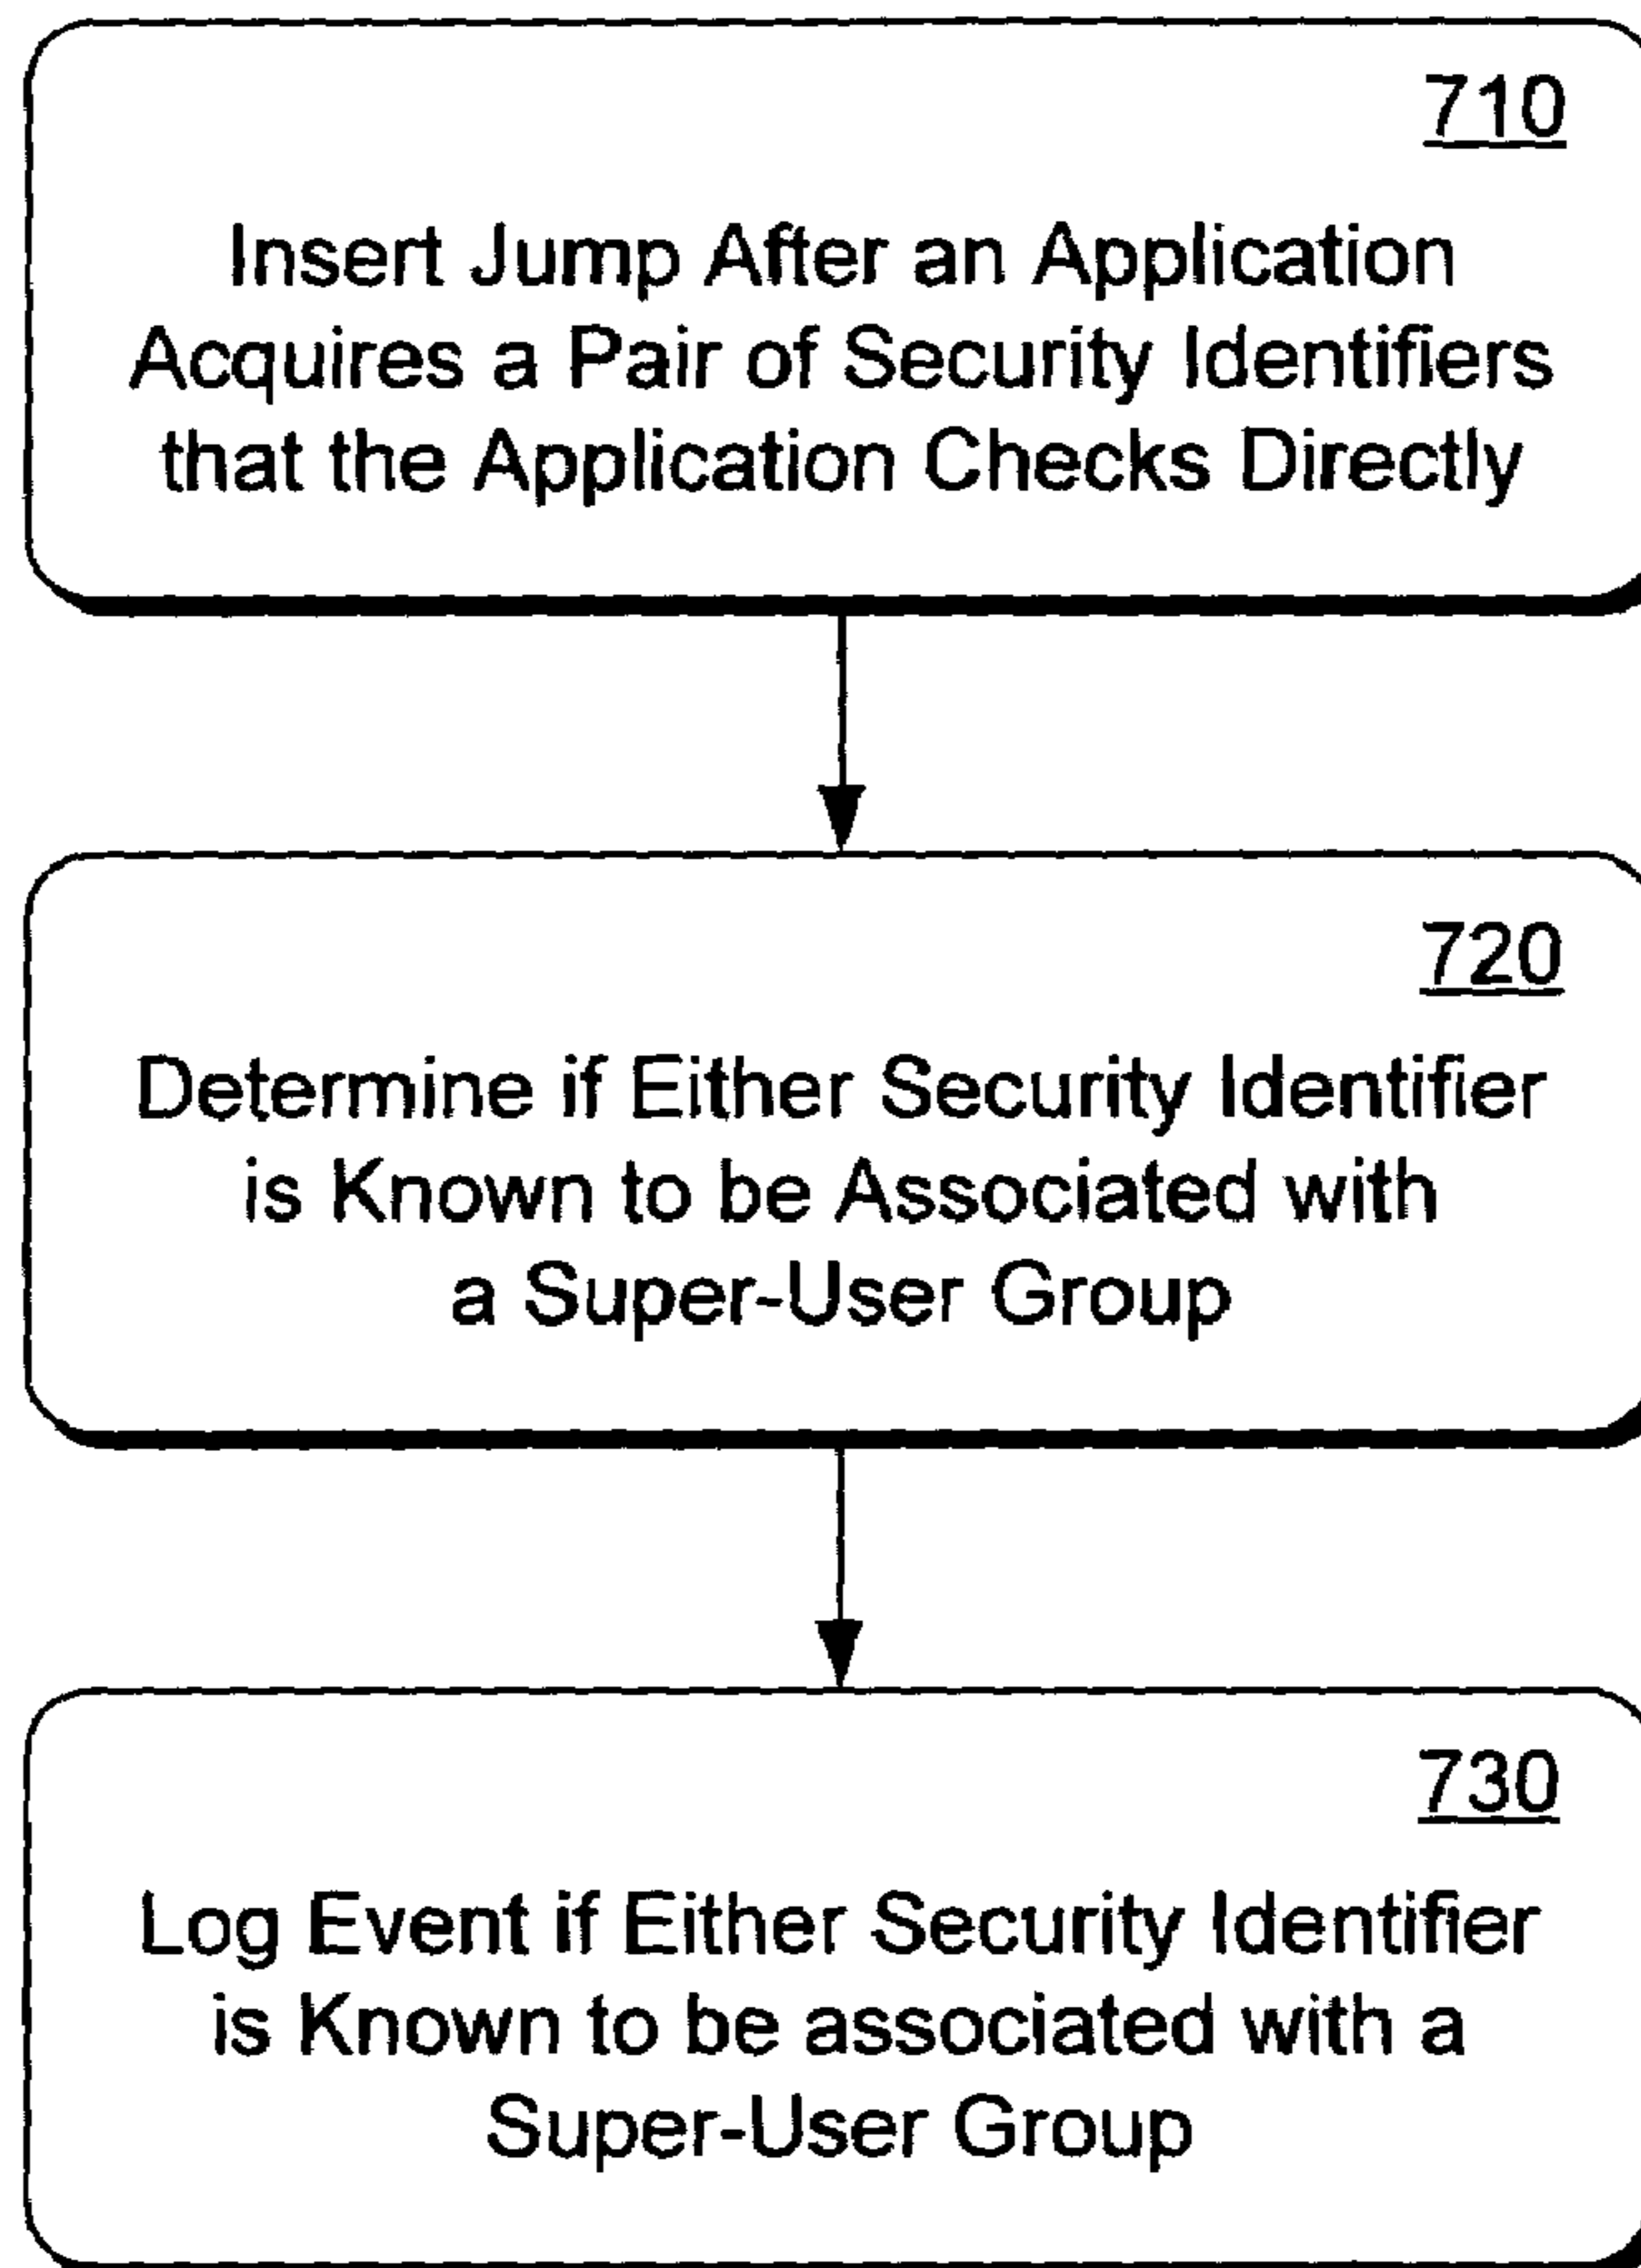 710
Insert Jump After an Application
Acquires a Pair of Security Identifiers
that the Application Checks Directly
720
Determine if Either Security Identifier
is Known to be Associated with
a Super-User Group
730
Log Event if Either Security Identifier
is Known to be associated with a
Super-User Group